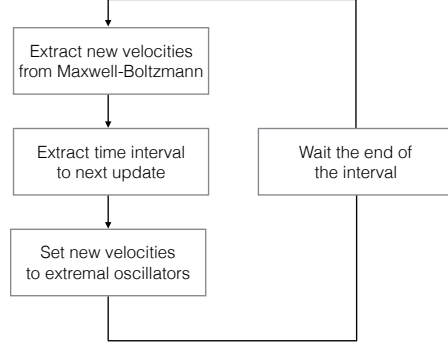 Extract new velocities
from Maxwell-Boltzmann
Extract time interval
to next update
Wait the end of
the interval
Set new velocities
to extremal oscillators